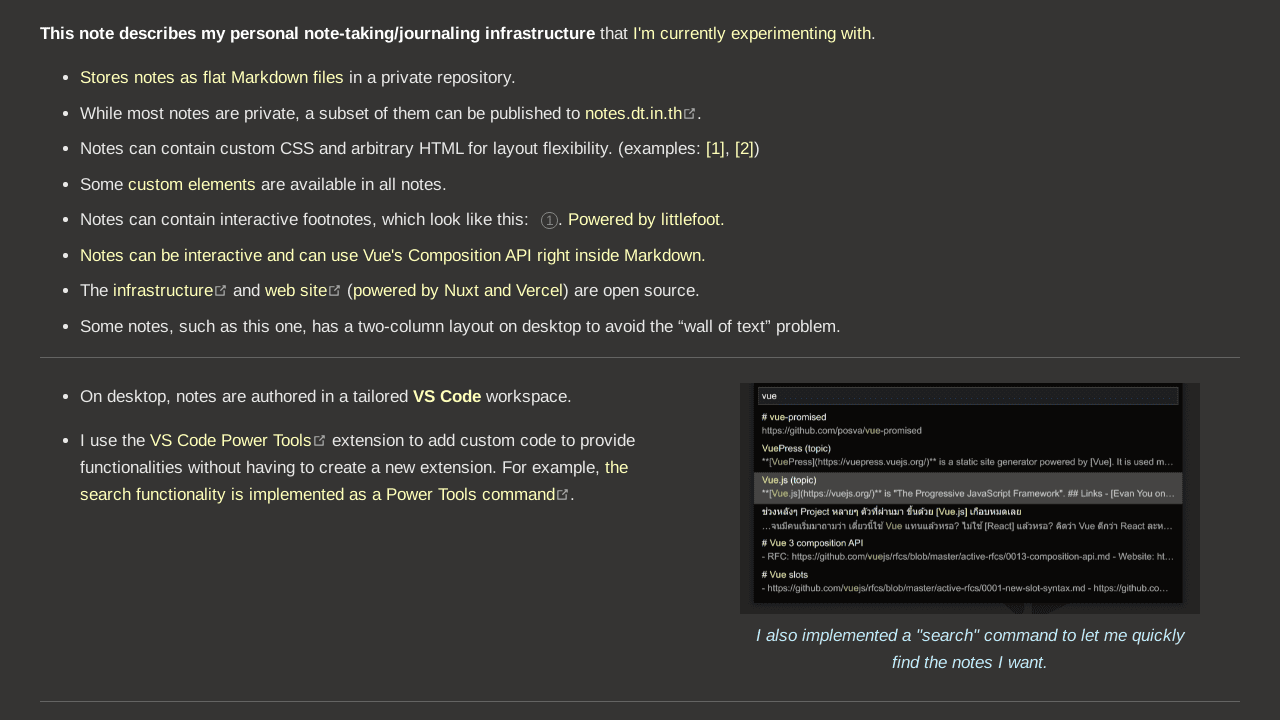 This note describes my personal note-taking/journaling infrastructure that I'm currently experimenting with.
Stores notes as flat Markdown files in a private repository.
While most notes are private, a subset of them can be published to notes.dt.in.th.
Notes can contain custom CSS and arbitrary HTML for layout flexibility. (examples: [1], [2])
Some custom elements are available in all notes.
Notes can contain interactive footnotes, which look like this: 1. Powered by littlefoot.
Notes can be interactive and can use Vue's Composition API right inside Markdown.
The infrastructure and web site (powered by Nuxt and Vercel) are open source.
Some notes, such as this one, has a two-column layout on desktop to avoid the “wall of text” problem.
On desktop, notes are authored in a tailored VS Code workspace.
I use the VS Code Power Tools extension to add custom code to provide
functionalities without having to create a new extension. For example, the
search functionality is implemented as a Power Tools command.
vue
# vue-promised
https://github.com/posva/vue-promised
VuePress (topic)
**[VuePress](https://vuepress.vuejs.org/)** is a static site generator powered by [Vue]. It is used m...
Vue.js (topic)
**[Vue.js](https://vuejs.org/)** is "The Progressive JavaScript Framework". ## Links - [Evan You on...
ช่วงหลังๆ Project หลายๆ ตัวที่ผ่านมา ขึ้นด้วย [Vue.js] เกือบหมดเลย
...จนมีคนเริ่มมาถามว่า เดี๋ยวนี้ใช้ Vue แทนแล้วหรอ? ไม่ใช้ [React] แล้วหรอ? คิดว่า Vue ดีกว่า React ละห...
# Vue 3 composition API
- RFC: https://github.com/vuejs/rfcs/blob/master/active-rfcs/0013-composition-api.md - Website: ht...
# Vue slots
- https://github.com/vuejs/rfcs/blob/master/active-rfcs/0001-new-slot-syntax.md - https://github.co...
I also implemented a "search" command to let me quickly
find the notes I want.